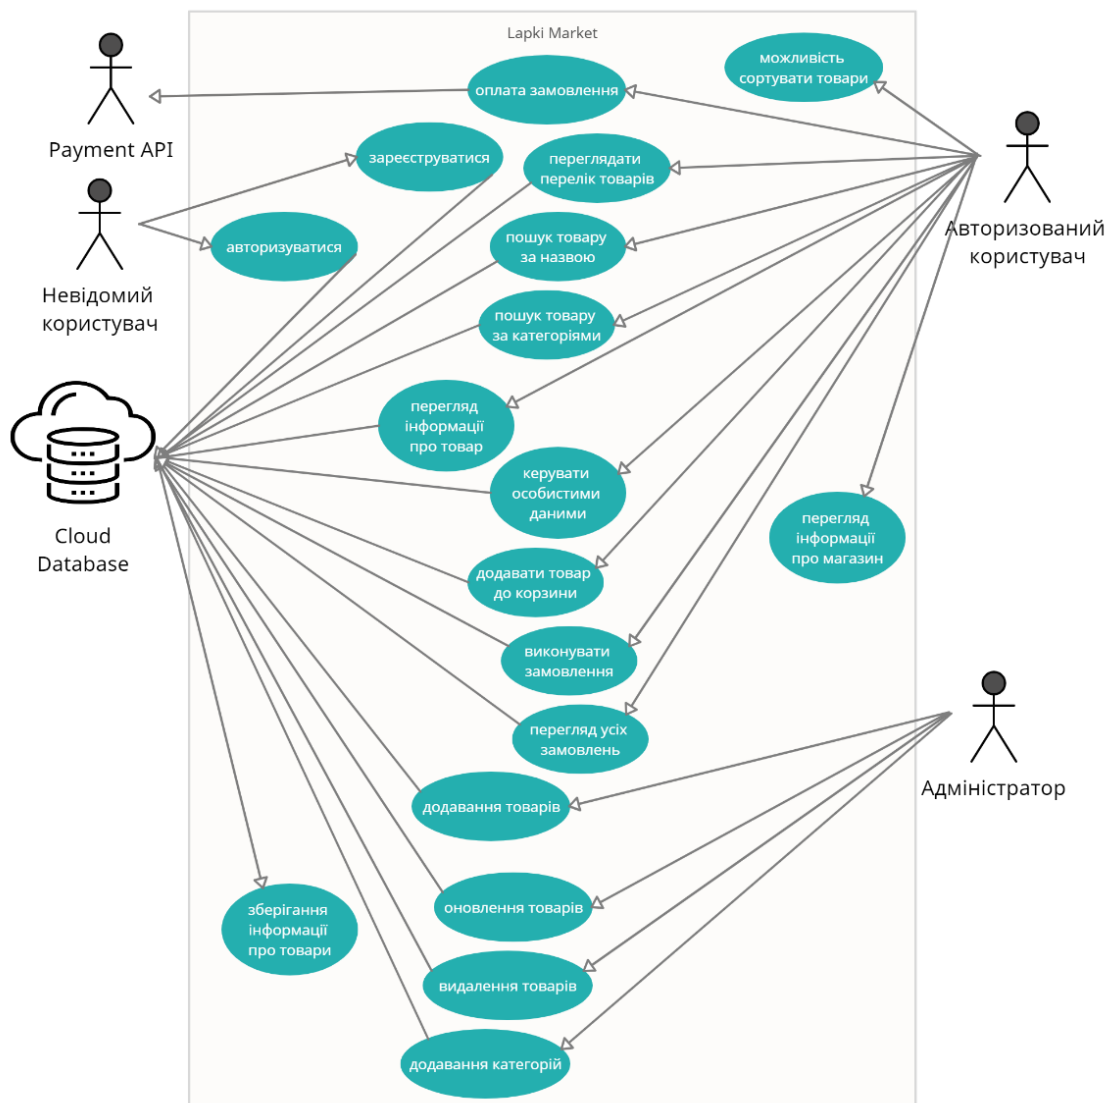 Lapki Market
можливість
сортувати товари
оплата замовлення
Payment API
зареєструватися
переглядати
перелік товарів
Авторизований
користувач
авторизуватися
пошук товару
за назвою
Невідомий
користувач
пошук товару
за категоріями
перегляд
інформації
про товар
керувати
особистими
даними
перегляд
інформації
про магазин
Cloud
Database
додавати товар
до корзини
виконувати
замовлення
перегляд усіх
замовлень
Адміністратор
додавання товарів
оновлення товарів
зберігання
інформації
про товари
видалення товарів
додавання категорій